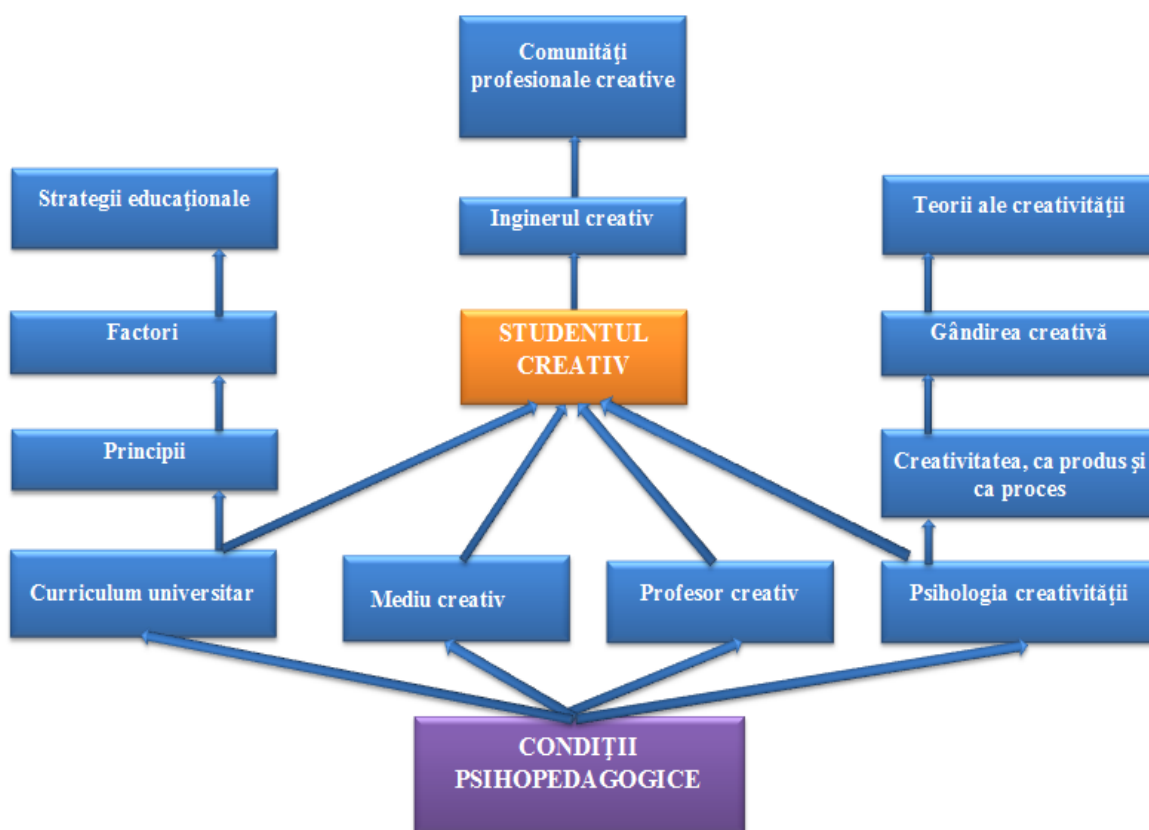 Comunităţi
profesionale creative
Strategii educaţionale
Inginerul creativ
Teorii ale creativităţii
Factori
STUDENTUL
CREATIV
Gândirea creativă
Principii
Creativitatea, ca produs şi
ca proces
Curriculum universitar
Mediu creativ
Profesor creativ
Psihologia creativităţii
CONDIŢII
PSIHOPEDAGOGICE